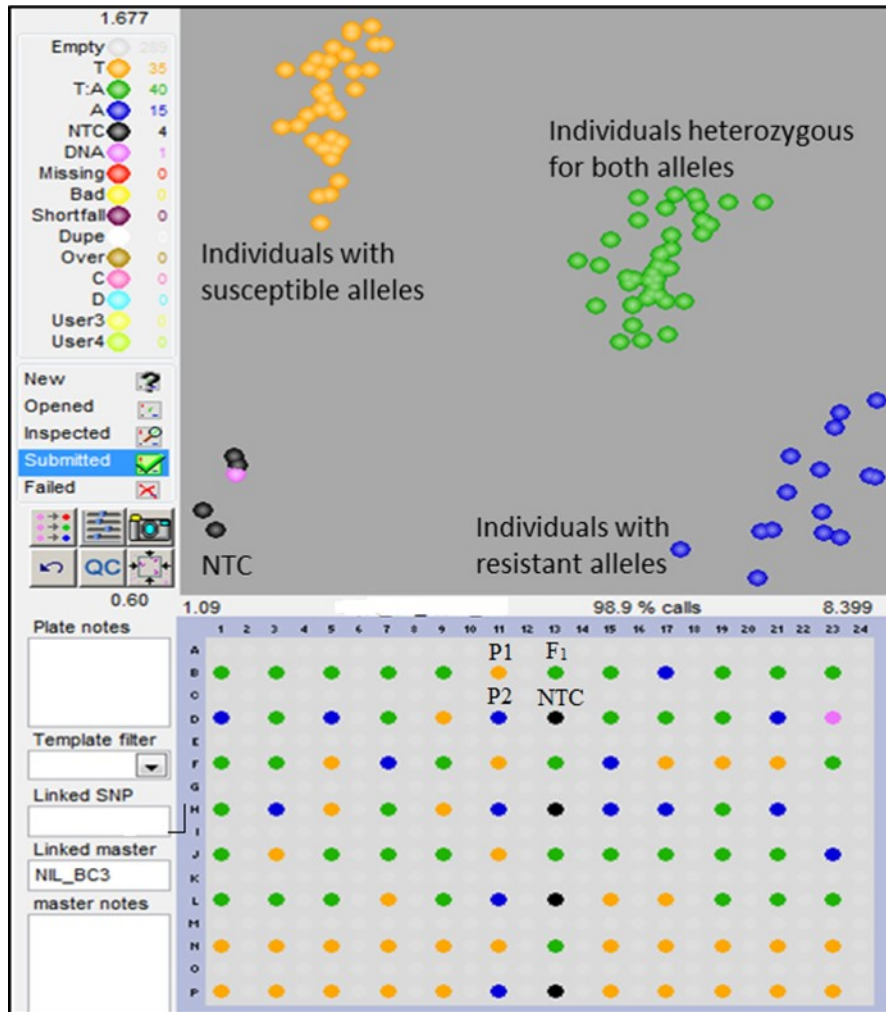 1.677
Empty 289
T 35
T:A 40
A 15
NTC 4
DNA 1
Missing 0
Bad 0
Shortfall 0
Dupe 0
Over 0
C 0
D 0
User3 0
User4 0
New
Opened
Inspected
Submitted
Failed
QC
0.60
Individuals with
susceptible alleles
Individuals heterozygous
for both alleles
NTC
Individuals with
resistant alleles
1.09 98.9 % calls 8.399
Plate notes
Template filter
Linked SNP
Linked master
NIL_BC3
master notes
1 2 3 4 5 6 7 8 9 10 11 12 13 14 15 16 17 18 19 20 21 22 23 24
A
P1 F₁
B
C
P2 NTC
D
E
F
G
H
I
J
K
L
M
N
O
P